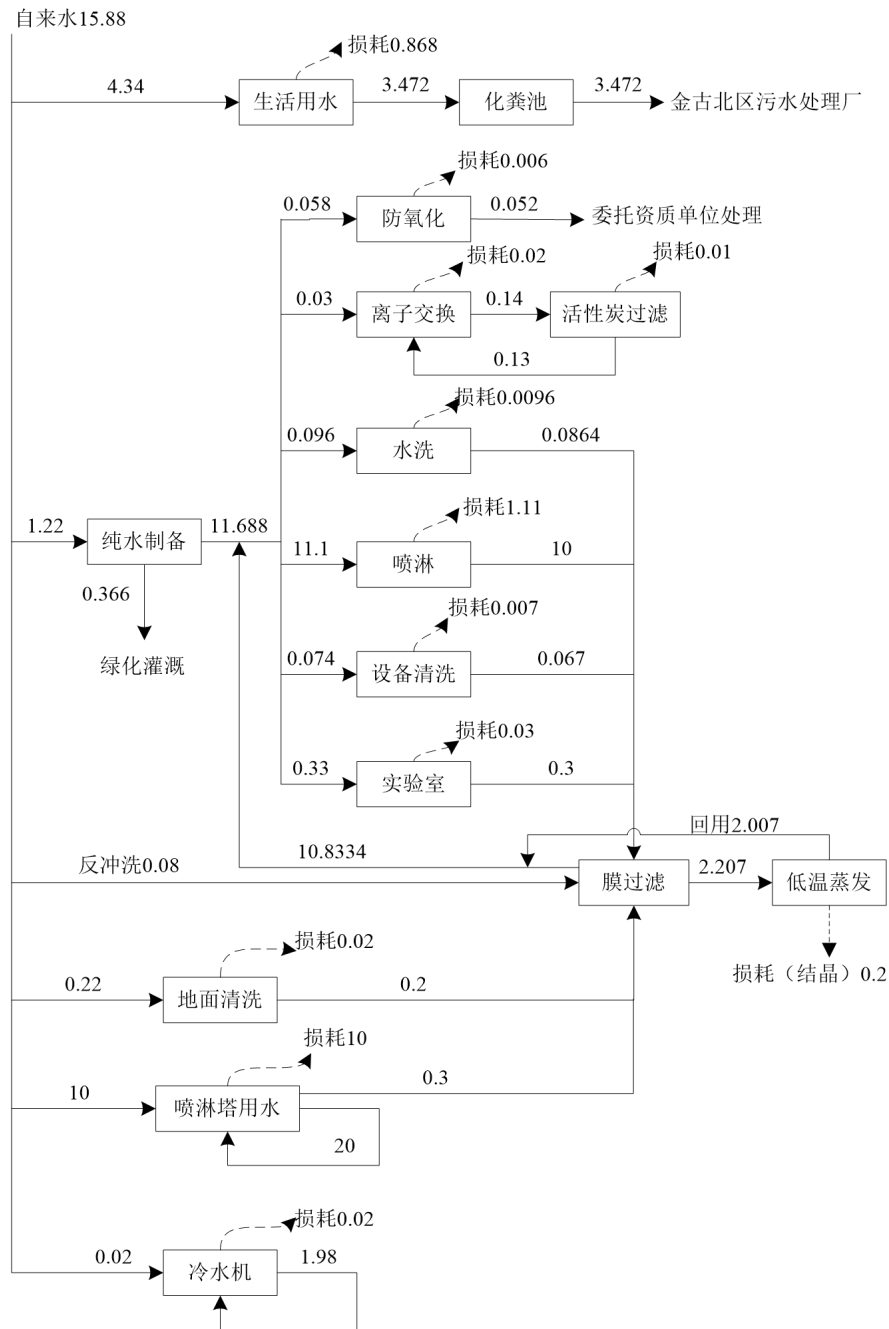 自来水15.88
损耗0.868
4.34
生活用水
3.472
化粪池
3.472
金古北区污水处理厂
损耗0.006
0.058
防氧化
0.052
委托资质单位处理
损耗0.02
损耗0.01
0.03
离子交换
0.14
活性炭过滤
0.13
损耗0.0096
0.096
水洗
0.0864
1.22
纯水制备
11.688
损耗1.11
11.1
喷淋
10
0.366
绿化灌溉
损耗0.007
0.074
设备清洗
0.067
损耗0.03
0.33
实验室
0.3
回用2.007
10.8334
反冲洗0.08
膜过滤
2.207
低温蒸发
损耗（结晶）0.2
损耗0.02
0.22
地面清洗
0.2
损耗10
10
喷淋塔用水
0.3
20
损耗0.02
0.02
冷水机
1.98